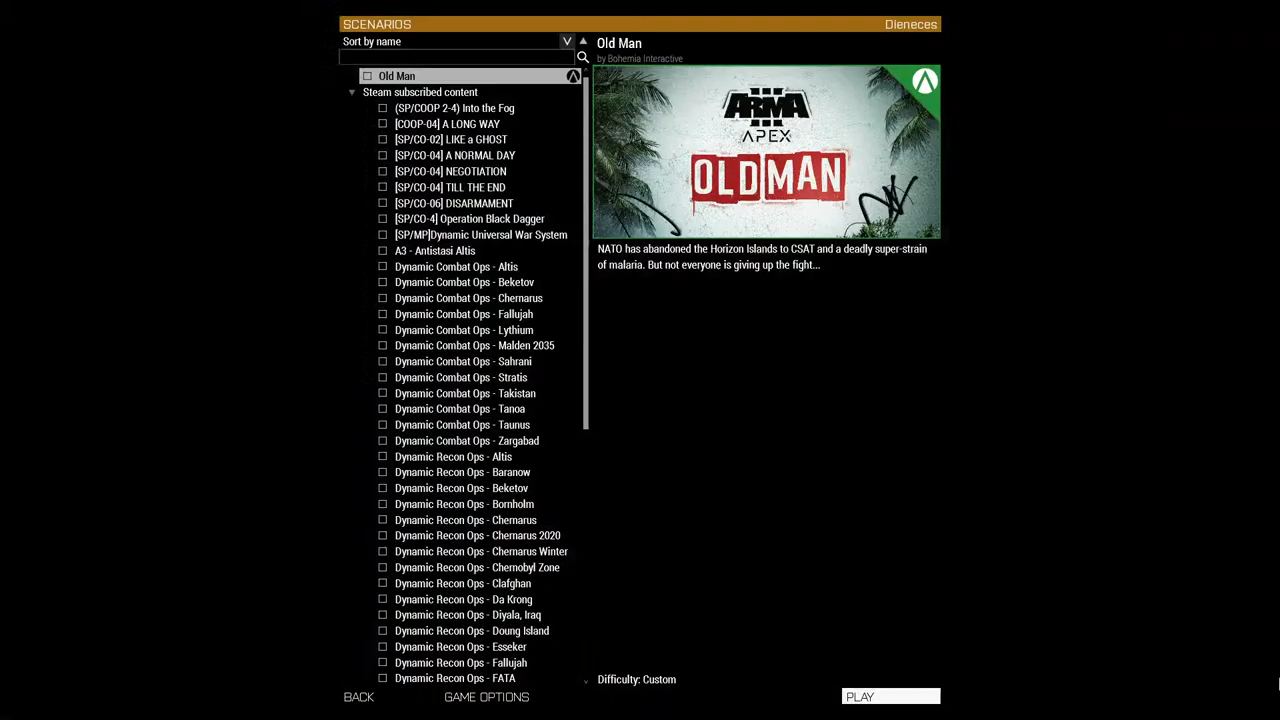 SCENARIOS
Dieneces
Sort by name
Old Man
by Bohemia Interactive
Old Man
Steam subscribed content
(SP/COOP 2-4) Into the Fog
[COOP-04] A LONG WAY
[SP/CO-02] LIKE a GHOST
[SP/CO-04] A NORMAL DAY
[SP/CO-04] NEGOTIATION
[SP/CO-04] TILL THE END
[SP/CO-06] DISARMAMENT
[SP/CO-4] Operation Black Dagger
[SP/MP]Dynamic Universal War System
A3 - Antistasi Altis
Dynamic Combat Ops - Altis
Dynamic Combat Ops - Beketov
Dynamic Combat Ops - Chernarus
Dynamic Combat Ops - Fallujah
Dynamic Combat Ops - Lythium
Dynamic Combat Ops - Malden 2035
Dynamic Combat Ops - Sahrani
Dynamic Combat Ops - Stratis
Dynamic Combat Ops - Takistan
Dynamic Combat Ops - Tanoa
Dynamic Combat Ops - Taunus
Dynamic Combat Ops - Zargabad
Dynamic Recon Ops - Altis
Dynamic Recon Ops - Baranow
Dynamic Recon Ops - Beketov
Dynamic Recon Ops - Bornholm
Dynamic Recon Ops - Chernarus
Dynamic Recon Ops - Chernarus 2020
Dynamic Recon Ops - Chernarus Winter
Dynamic Recon Ops - Chernobyl Zone
Dynamic Recon Ops - Clafghan
Dynamic Recon Ops - Da Krong
Dynamic Recon Ops - Diyala, Iraq
Dynamic Recon Ops - Doung Island
Dynamic Recon Ops - Esseker
Dynamic Recon Ops - Fallujah
Dynamic Recon Ops - FATA
ARMA III
APEX
OLD MAN
NATO has abandoned the Horizon Islands to CSAT and a deadly super-strain
of malaria. But not everyone is giving up the fight...
Difficulty: Custom
BACK
GAME OPTIONS
PLAY